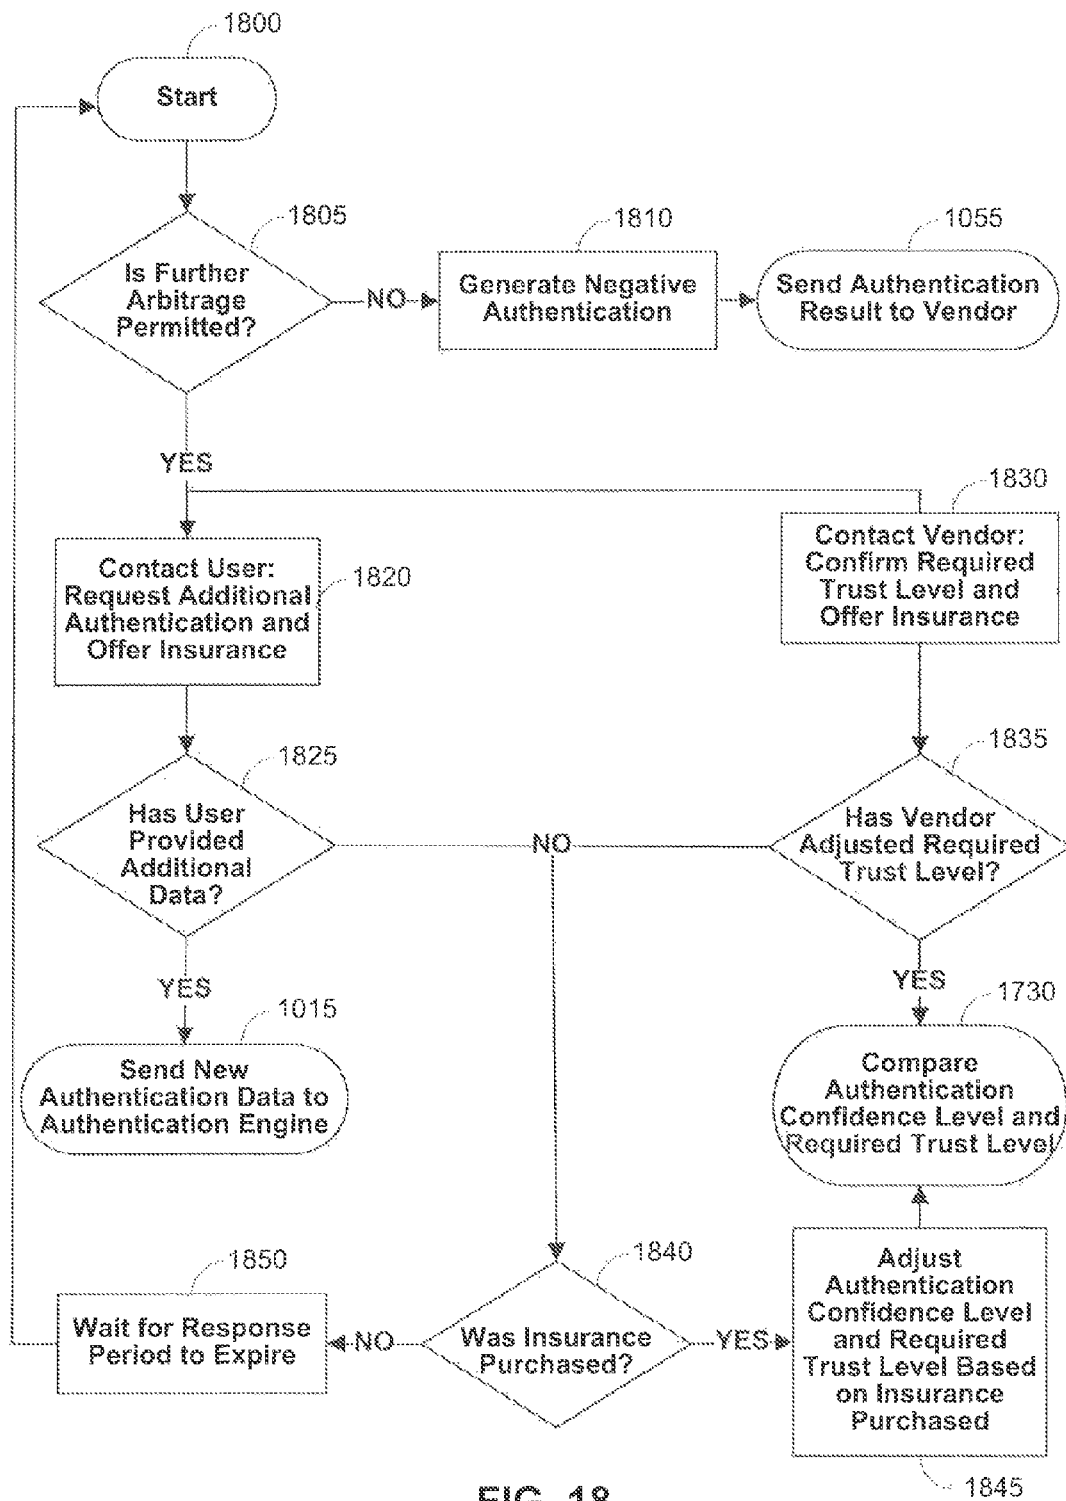 1800
Start
1805
Is Further
Arbitrage
Permitted?
NO
1810
Generate Negative
Authentication
1055
Send Authentication
Result to Vendor
YES
1820
Contact User:
Request Additional
Authentication and
Offer Insurance
1830
Contact Vendor:
Confirm Required
Trust Level and
Offer Insurance
1825
Has User
Provided
Additional
Data?
NO
1835
Has Vendor
Adjusted Required
Trust Level?
YES
1015
Send New
Authentication Data to
Authentication Engine
YES
1730
Compare
Authentication
Confidence Level and
Required Trust Level
1850
Wait for Response
Period to Expire
NO
1840
Was Insurance
Purchased?
YES
Adjust
Authentication
Confidence Level
and Required
Trust Level Based
on Insurance
Purchased
1845
FIG. 18